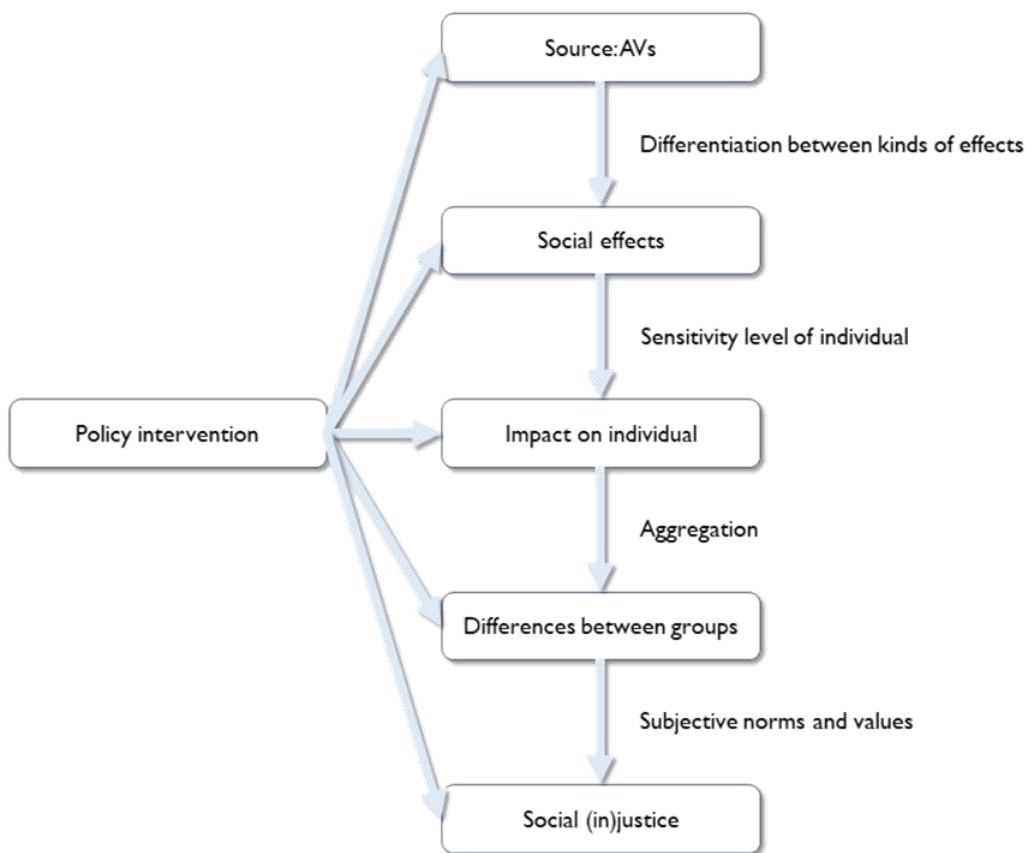 Source: AVs
Differentiation between kinds of effects
Social effects
Sensitivity level of individual
Policy intervention
Impact on individual
Aggregation
Differences between groups
Subjective norms and values
Social (in)justice